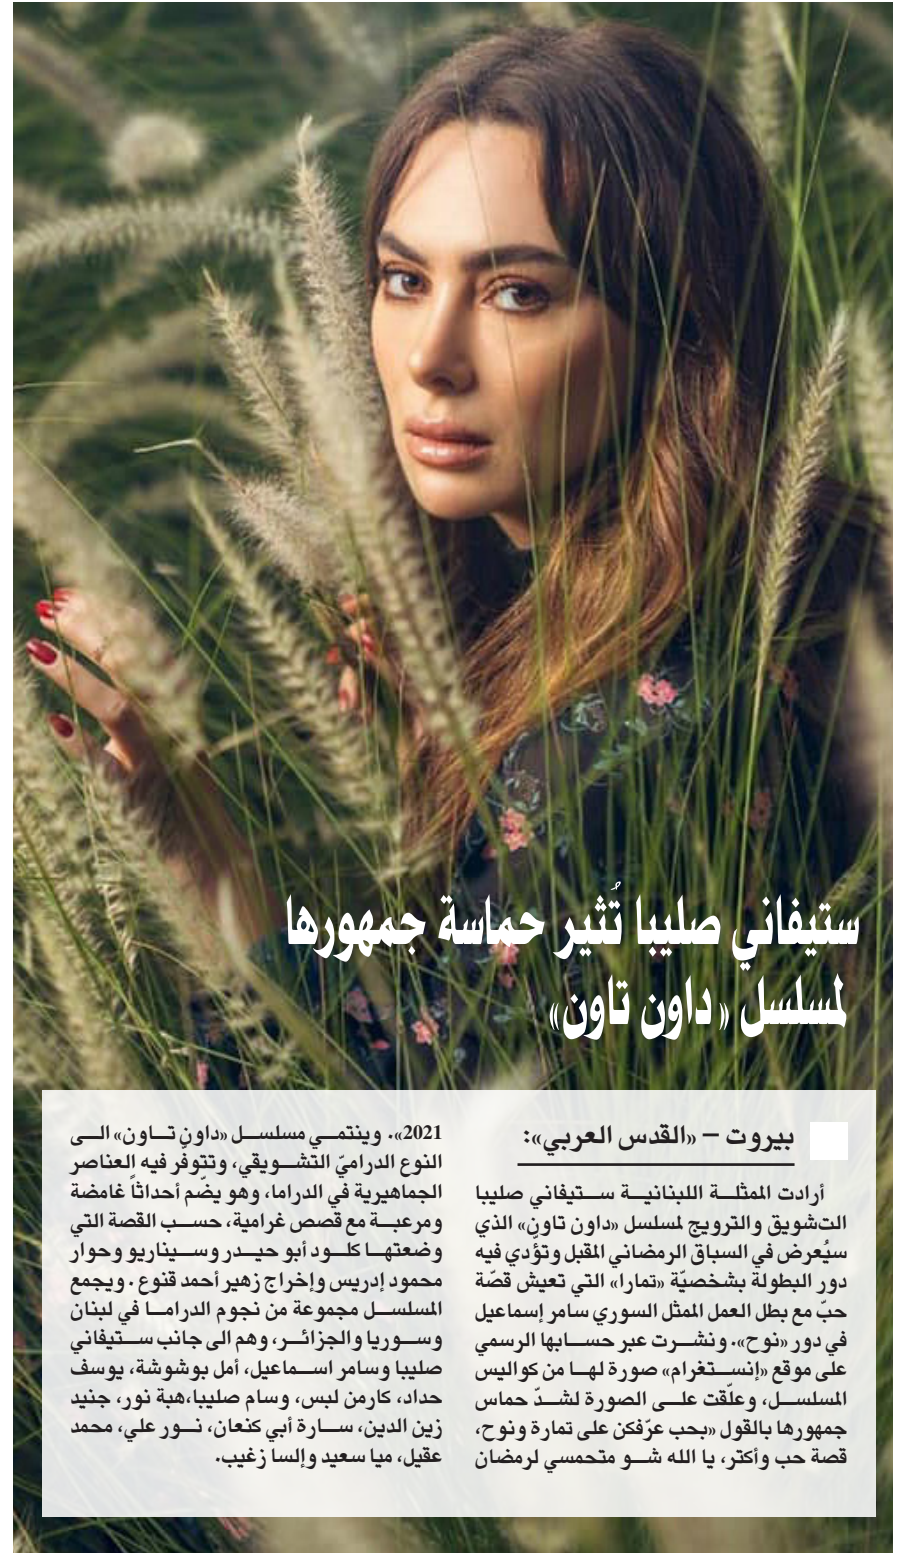 ستيفاني صليبا تُثير حماسة جمهورها
لمسلسل «داون تاون»
بيروت – «القدس العربي»:
أرادت الممثلة اللبنانية ستيفاني صليبا
التشويق والترويج لمسلسل «داون تاون» الذي
سيُعرض في السباق الرمضاني المقبل وتؤدي فيه
دور البطولة بشخصيّة «تمارا» التي تعيش قصّة
حبّ مع بطل العمل الممثل السوري سامر إسماعيل
في دور «نوح». ونشرت عبر حسابها الرسمي
على موقع «إنستغرام» صورة لها من كواليس
المسلسل، وعلّقت على الصورة لشدّ حماس
جمهورها بالقول «بحب عرّفكن على تمارة ونوح،
قصة حب وأكتر، يا الله شو متحمسي لرمضان
2021». وينتمي مسلسل «داون تاون» الى
النوع الدراميّ التشويقي، وتتوفّر فيه العناصر
الجماهيرية في الدراما، وهو يضّم أحداثاً غامضة
ومرعبة مع قصص غرامية، حسب القصة التي
وضعتها كلود أبو حيدر وسيناريو وحوار
محمود إدريس وإخراج زهير أحمد قنوع . ويجمع
المسلسل مجموعة من نجوم الدراما في لبنان
وسوريا والجزائر، وهم الى جانب ستيفاني
صليبا وسامر اسماعيل، أمل بوشوشة، يوسف
حداد، كارمن لبس، وسام صليبا،هبة نور، جنيد
زين الدين، سارة أبي كنعان، نور علي، محمد
عقيل، ميا سعيد وإلسا زغيب.